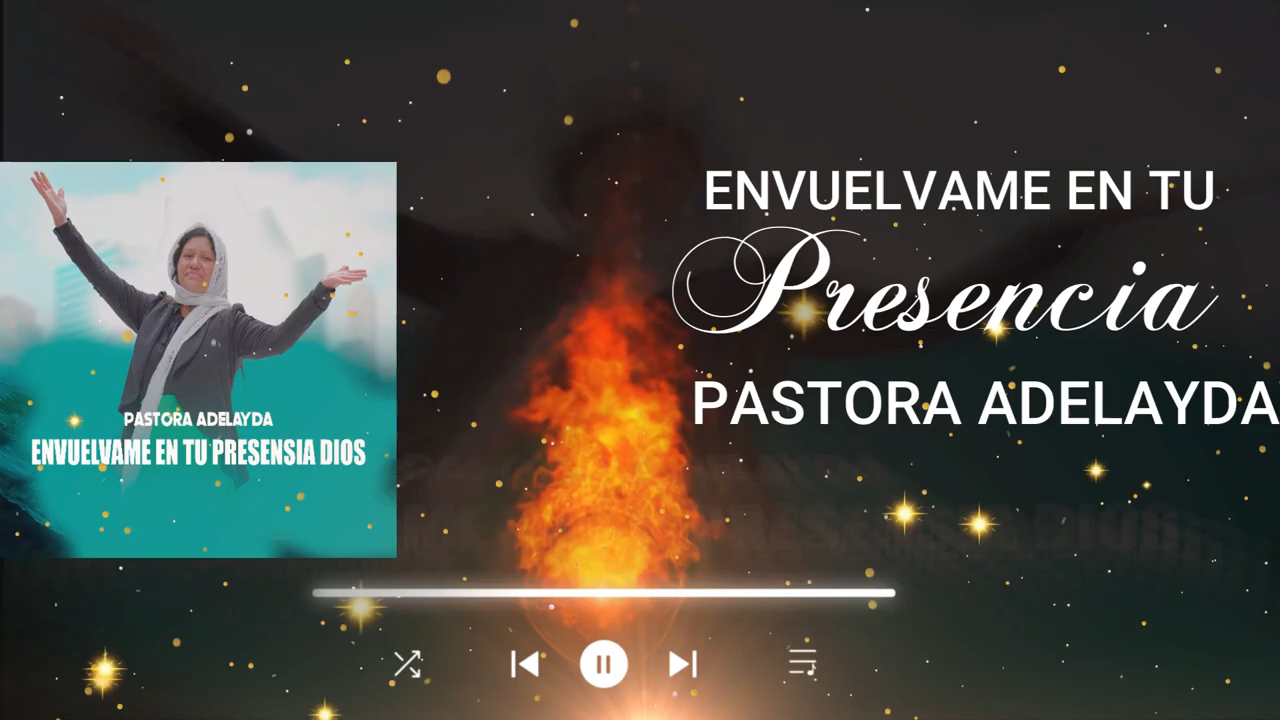 PASTORA ADELAYDA
ENVUELVAME EN TU PRESENSIA DIOS
ENVUELVAME EN TU
Presencia
PASTORA ADELAYDA